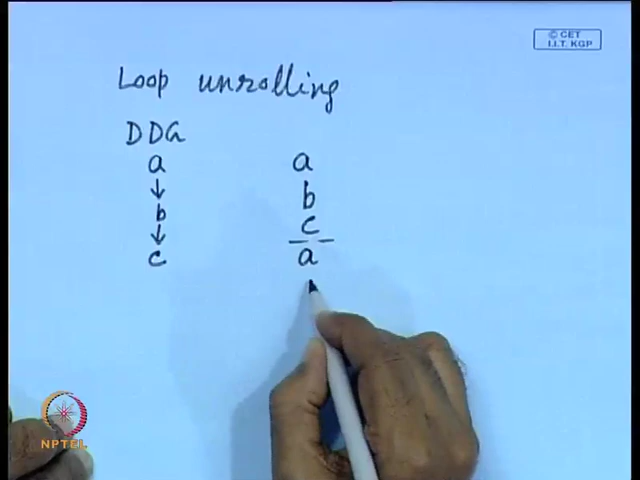 © CET
I.I.T. KGP
Loop unrolling
DDG
a
↓
b
↓
c
a
b
c
a
NPTEL